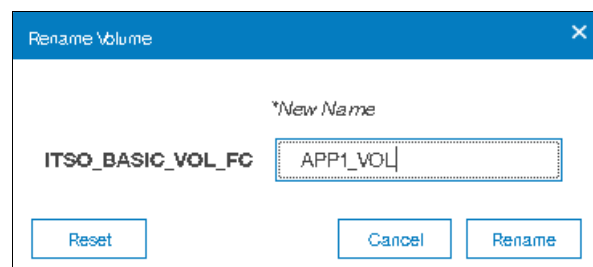 Rename Volume
*New Name
ITSO_BASIC_VOL_FC APP1_VOL
Reset Cancel Rename